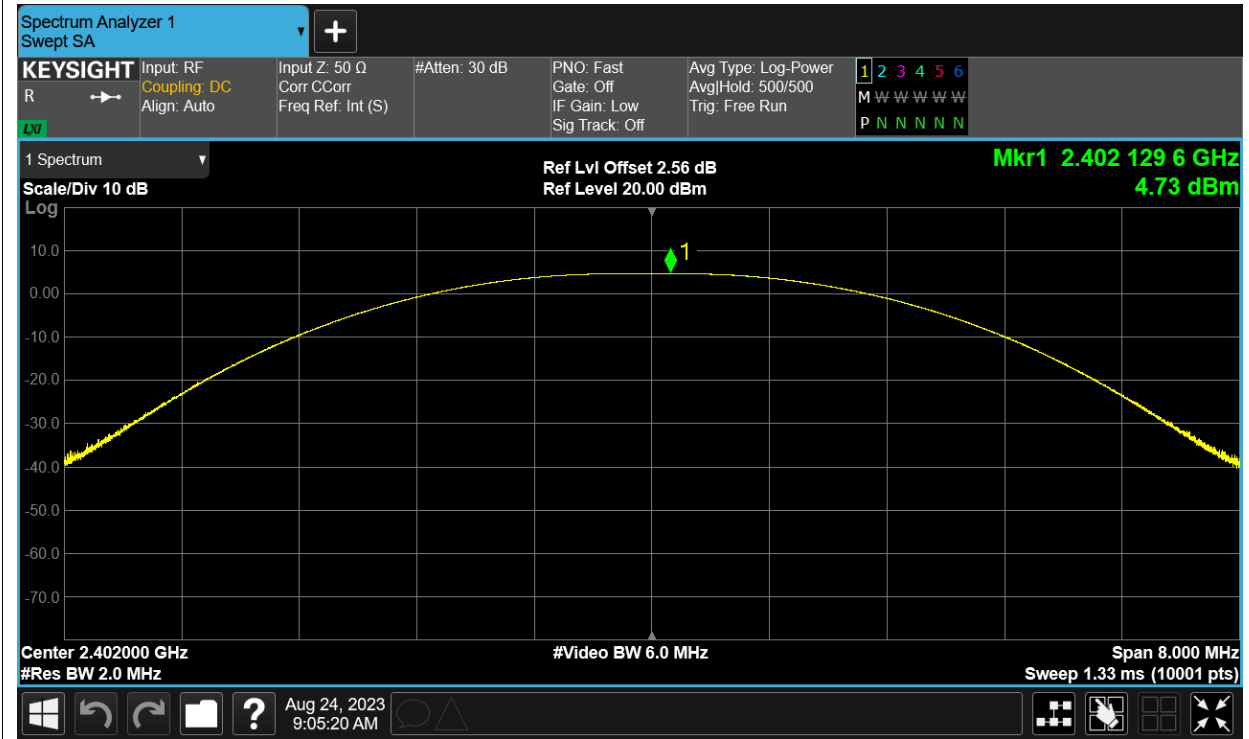 Spectrum Analyzer 1
Swept SA
KEYSIGHT
R
LXI
Input: RF
Coupling: DC
Align: Auto
Input Z: 50 Ω
Corr CCorr
Freq Ref: Int (S)
#Atten: 30 dB
PNO: Fast
Gate: Off
IF Gain: Low
Sig Track: Off
Avg Type: Log-Power
Avg|Hold: 500/500
Trig: Free Run
1 2 3 4 5 6
M W W W W W
P N N N N N
1 Spectrum
Scale/Div 10 dB
Log
Ref Lvl Offset 2.56 dB
Ref Level 20.00 dBm
Mkr1 2.402 129 6 GHz
4.73 dBm
10.0
0.00
-10.0
-20.0
-30.0
-40.0
-50.0
-60.0
-70.0
1
Center 2.402000 GHz
#Res BW 2.0 MHz
#Video BW 6.0 MHz
Span 8.000 MHz
Sweep 1.33 ms (10001 pts)
?
Aug 24, 2023
9:05:20 AM